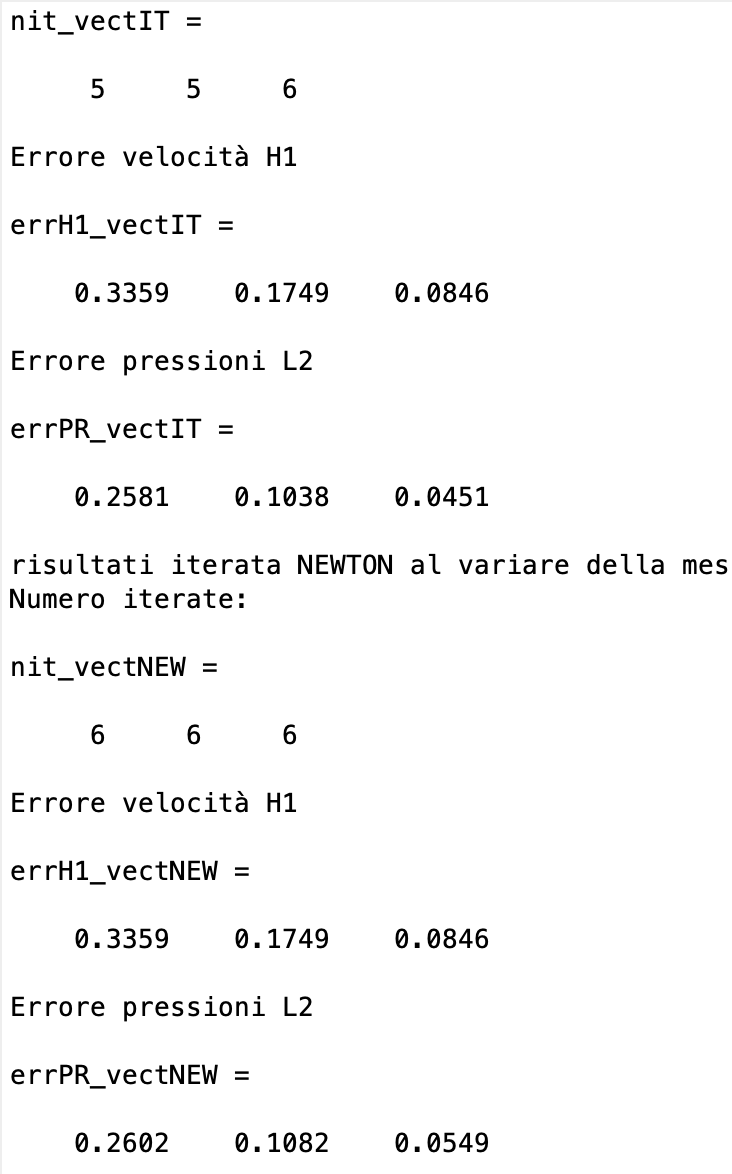 nit_vectIT =
5 5 6
Errore velocità H1
errH1_vectIT =
0.3359 0.1749 0.0846
Errore pressioni L2
errPR_vectIT =
0.2581 0.1038 0.0451
risultati iterata NEWTON al variare della mes
Numero iterate:
nit_vectNEW =
6 6 6
Errore velocità H1
errH1_vectNEW =
0.3359 0.1749 0.0846
Errore pressioni L2
errPR_vectNEW =
0.2602 0.1082 0.0549